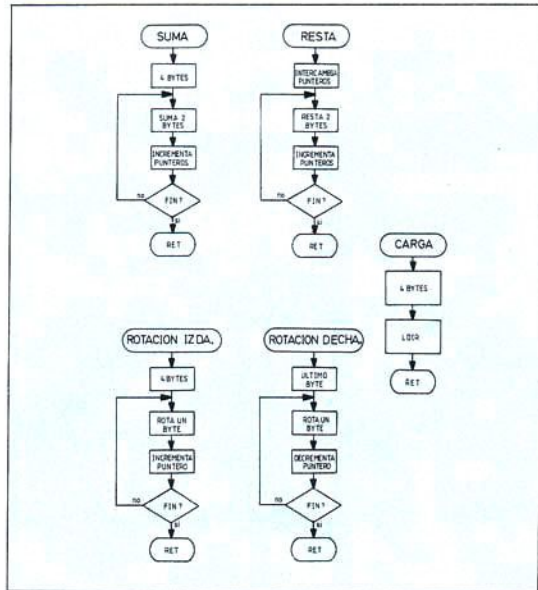 SUMA
4 BYTES
SUMA 2
BYTES
INCREMENTA
PUNTEROS
no
FIN?
si
RET
RESTA
INTERCAMBIA
PUNTEROS
RESTA 2
BYTES
INCREMENTA
PUNTEROS
no
FIN?
si
RET
CARGA
4 BYTES
LDIR
RET
ROTACION IZDA.
4 BYTES
ROTA UN
BYTE
INCREMENTA
PUNTERO
no
FIN?
si
RET
ROTACION DECHA.
ULTIMO
BYTE
ROTA UN
BYTE
DECREMENTA
PUNTERO
no
FIN?
si
RET